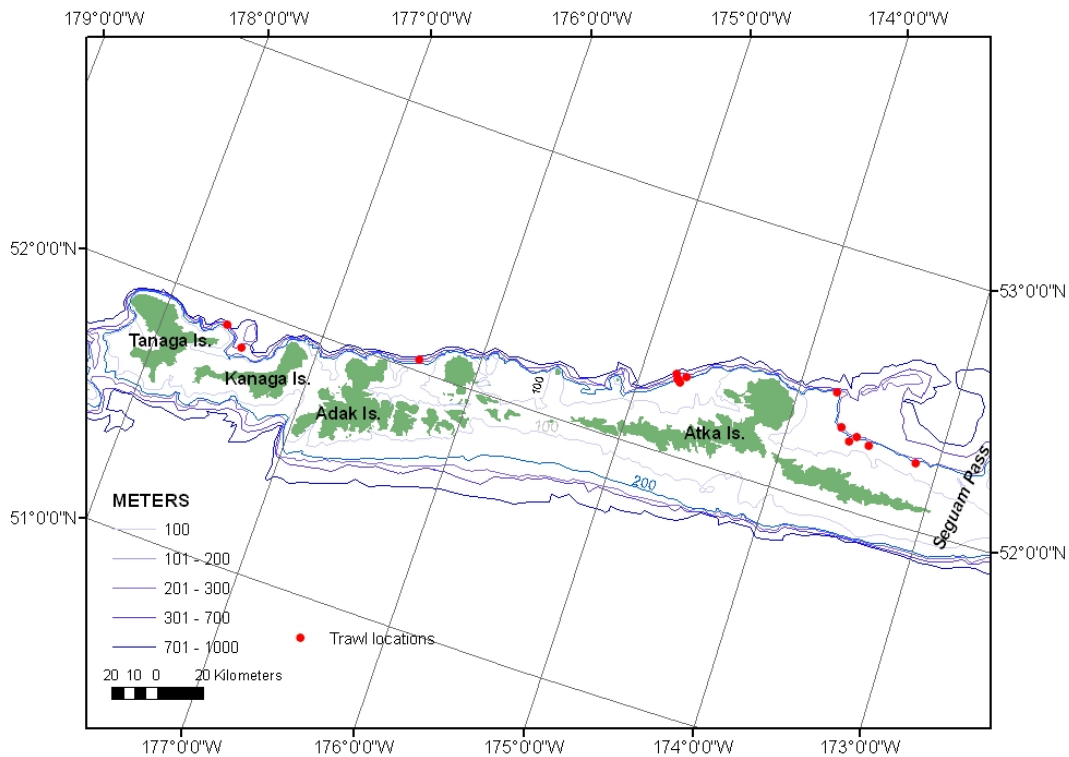 179°0'0"W 178°0'0"W 177°0'0"W 176°0'0"W 175°0'0"W 174°0'0"W
52°0'0"N
53°0'0"N
Tanaga Is.
Kanaga Is.
Adak Is.
100
100
Atka Is.
200
Seguam Pass
51°0'0"N
52°0'0"N
METERS
100
101 - 200
201 - 300
301 - 700
701 - 1000
Trawl locations
20 10 0 20 Kilometers
177°0'0"W 176°0'0"W 175°0'0"W 174°0'0"W 173°0'0"W